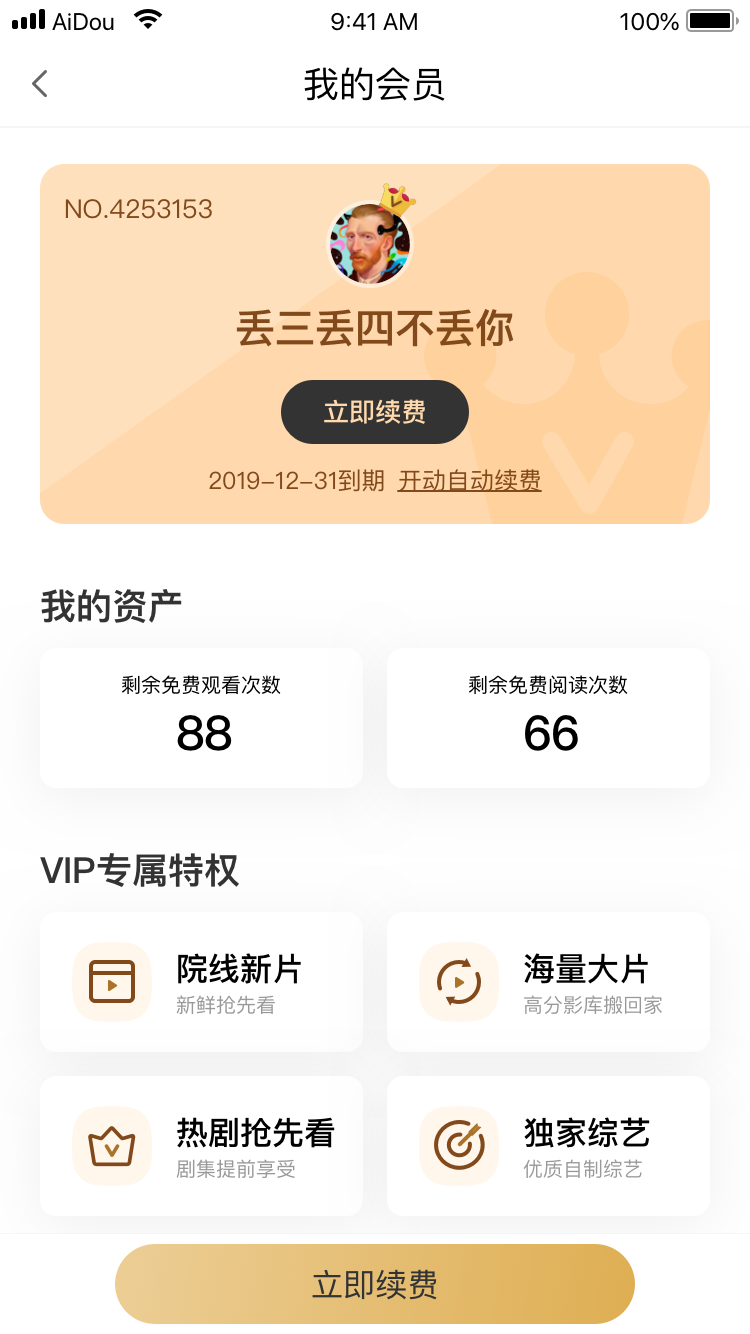 AiDou 9:41 AM 100%
我的会员
NO.4253153
丢三丢四不丢你
立即续费
2019-12-31到期 开动自动续费
我的资产
剩余免费观看次数 剩余免费阅读次数
88 66
VIP专属特权
院线新片 海量大片
新鲜抢先看 高分影库搬回家
热剧抢先看 独家综艺
剧集提前享受 优质自制综艺
立即续费